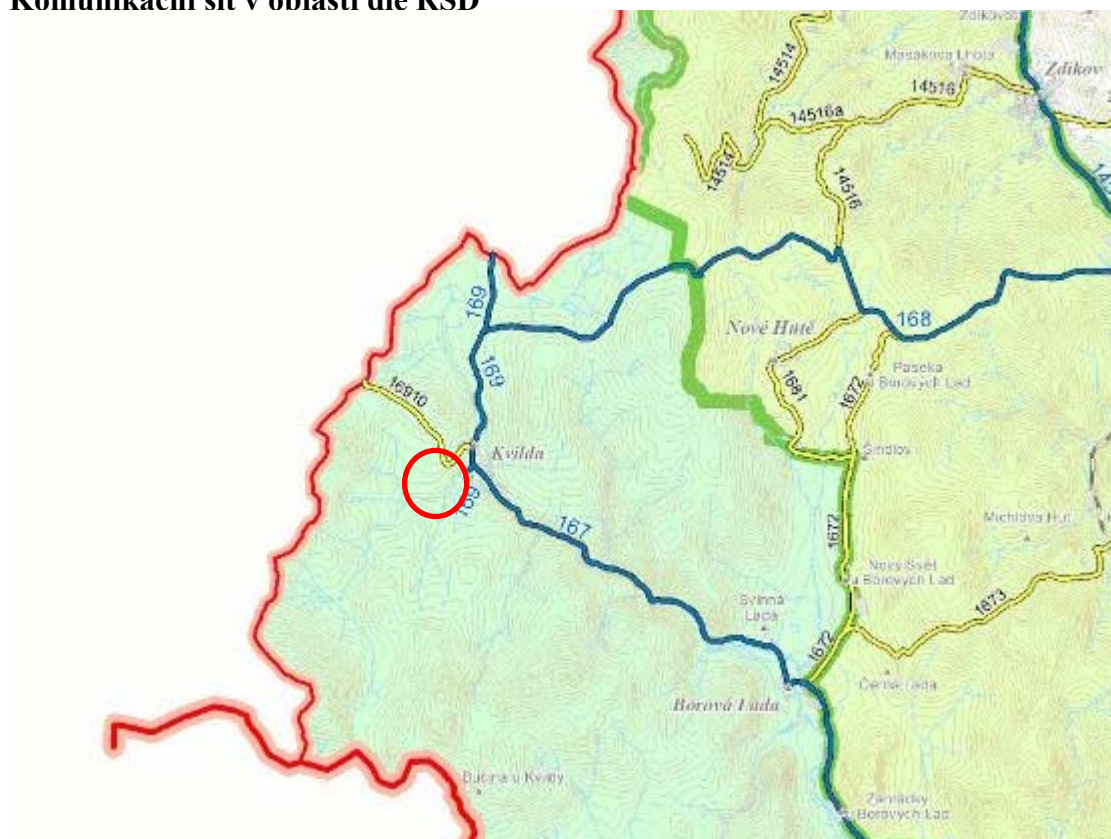 Komunikační síť v oblasti dle ŘSD
Zdíkovec
14514
Masákova Lhota
Zdíkov
14516
14516a
14514
14516
169
168
Nové Hutě
169
Paseka
u Borových Lad
1681
1672
16910
Kvilda
Šindlov
169
167
1672
Michlova Huť
Nový Svět
u Borových Lad
Svinná
Lada
1673
1672
Černá Lada
Borová Lada
Bučina u Kvildy
Zahrádky
u Borových Lad